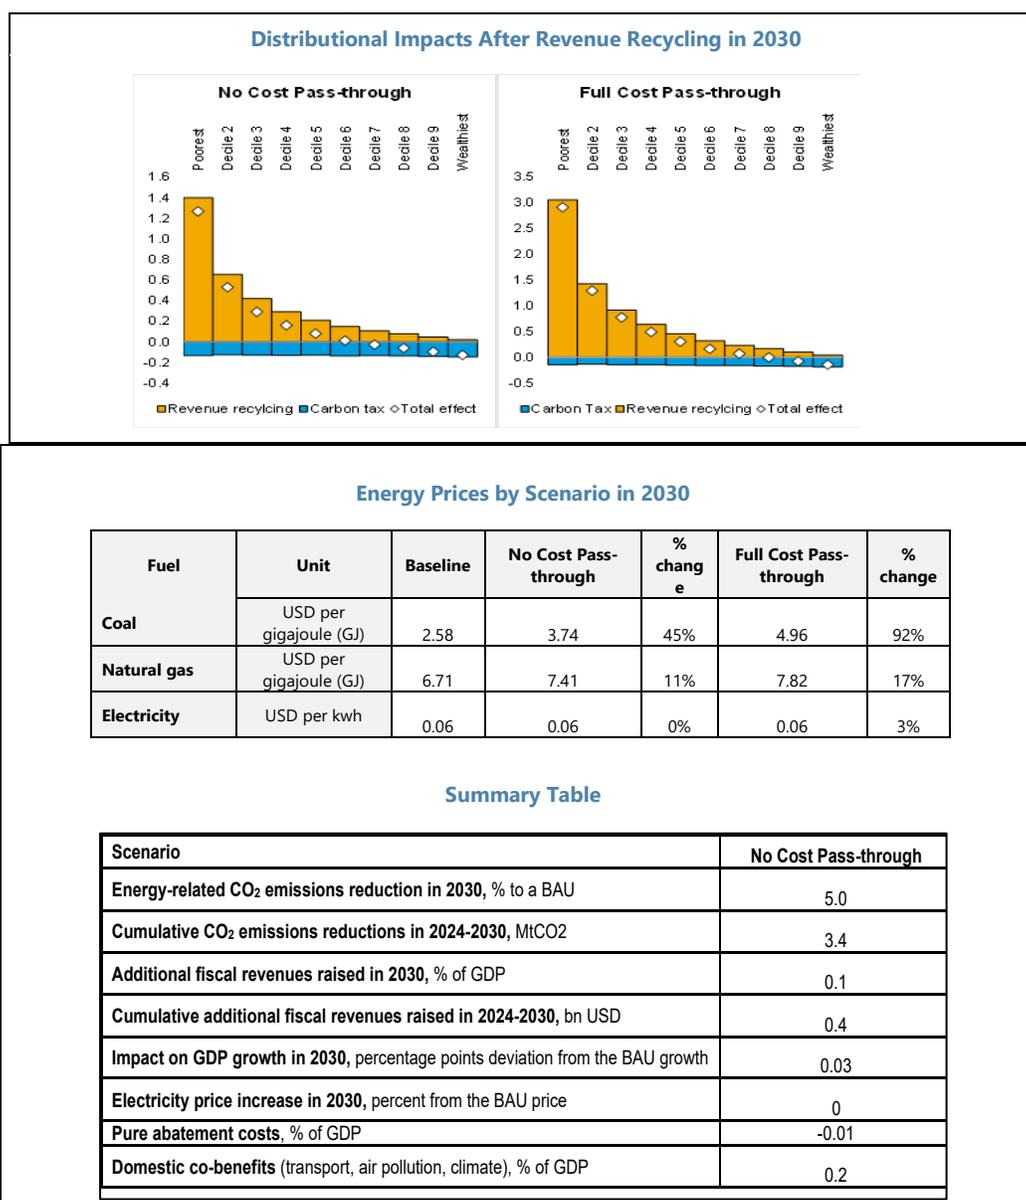 Distributional Impacts After Revenue Recycling in 2030
No Cost Pass-through
Poorest Decile 2 Decile 3 Decile 4 Decile 5 Decile 6 Decile 7 Decile 8 Decile 9 Wealthiest
1.6
1.4
1.2
1.0
0.8
0.6
0.4
0.2
0.0
-0.2
-0.4
Revenue recylcing Carbon tax Total effect
Full Cost Pass-through
Poorest Decile 2 Decile 3 Decile 4 Decile 5 Decile 6 Decile 7 Decile 8 Decile 9 Wealthiest
3.5
3.0
2.5
2.0
1.5
1.0
0.5
0.0
-0.5
Carbon Tax Revenue recylcing Total effect
Energy Prices by Scenario in 2030
Fuel Unit Baseline No Cost Pass-
through % 
chang
e Full Cost Pass-
through %
change
Coal USD per
gigajoule (GJ) 2.58 3.74 45% 4.96 92%
Natural gas USD per
gigajoule (GJ) 6.71 7.41 11% 7.82 17%
Electricity USD per kwh 0.06 0.06 0% 0.06 3%
Summary Table
Scenario No Cost Pass-through
Energy-related CO₂ emissions reduction in 2030, % to a BAU 5.0
Cumulative CO₂ emissions reductions in 2024-2030, MtCO2 3.4
Additional fiscal revenues raised in 2030, % of GDP 0.1
Cumulative additional fiscal revenues raised in 2024-2030, bn USD 0.4
Impact on GDP growth in 2030, percentage points deviation from the BAU growth 0.03
Electricity price increase in 2030, percent from the BAU price 0
Pure abatement costs, % of GDP -0.01
Domestic co-benefits (transport, air pollution, climate), % of GDP 0.2